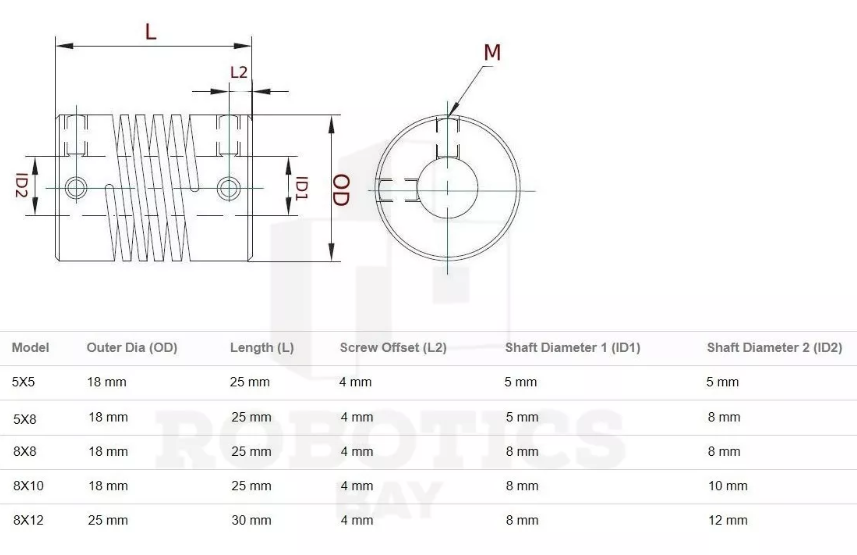 L
L2
M
ID2
ID1
OD
Model Outer Dia (OD) Length (L) Screw Offset (L2) Shaft Diameter 1 (ID1) Shaft Diameter 2 (ID2)
5X5 18 mm 25 mm 4 mm 5 mm 5 mm
5X8 18 mm 25 mm 4 mm 5 mm 8 mm
8X8 18 mm 25 mm 4 mm 8 mm 8 mm
8X10 18 mm 25 mm 4 mm 8 mm 10 mm
8X12 25 mm 30 mm 4 mm 8 mm 12 mm
ROBOTICS
BAY